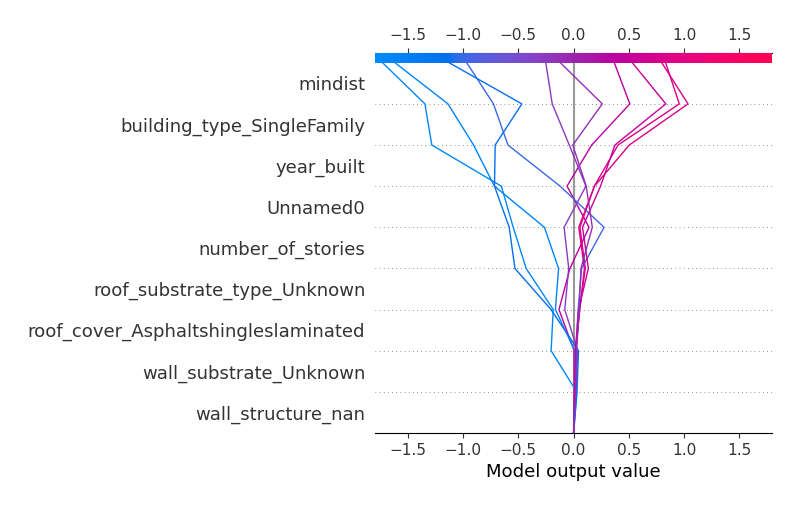 −1.5 −1.0 −0.5 0.0 0.5 1.0 1.5
mindist
building_type_SingleFamily
year_built
Unnamed0
number_of_stories
roof_substrate_type_Unknown
roof_cover_Asphaltshingleslaminated
wall_substrate_Unknown
wall_structure_nan
−1.5 −1.0 −0.5 0.0 0.5 1.0 1.5
Model output value